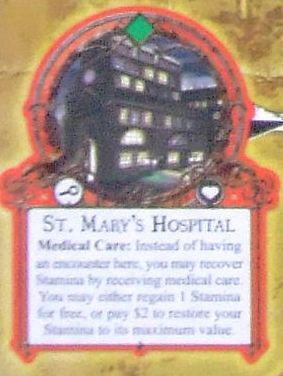 ST. MARY'S HOSPITAL
Medical Care: Instead of having
an encounter here, you may recover
Stamina by receiving medical care.
You may either regain 1 Stamina
for free, or pay $2 to restore your
Stamina to its maximum value.